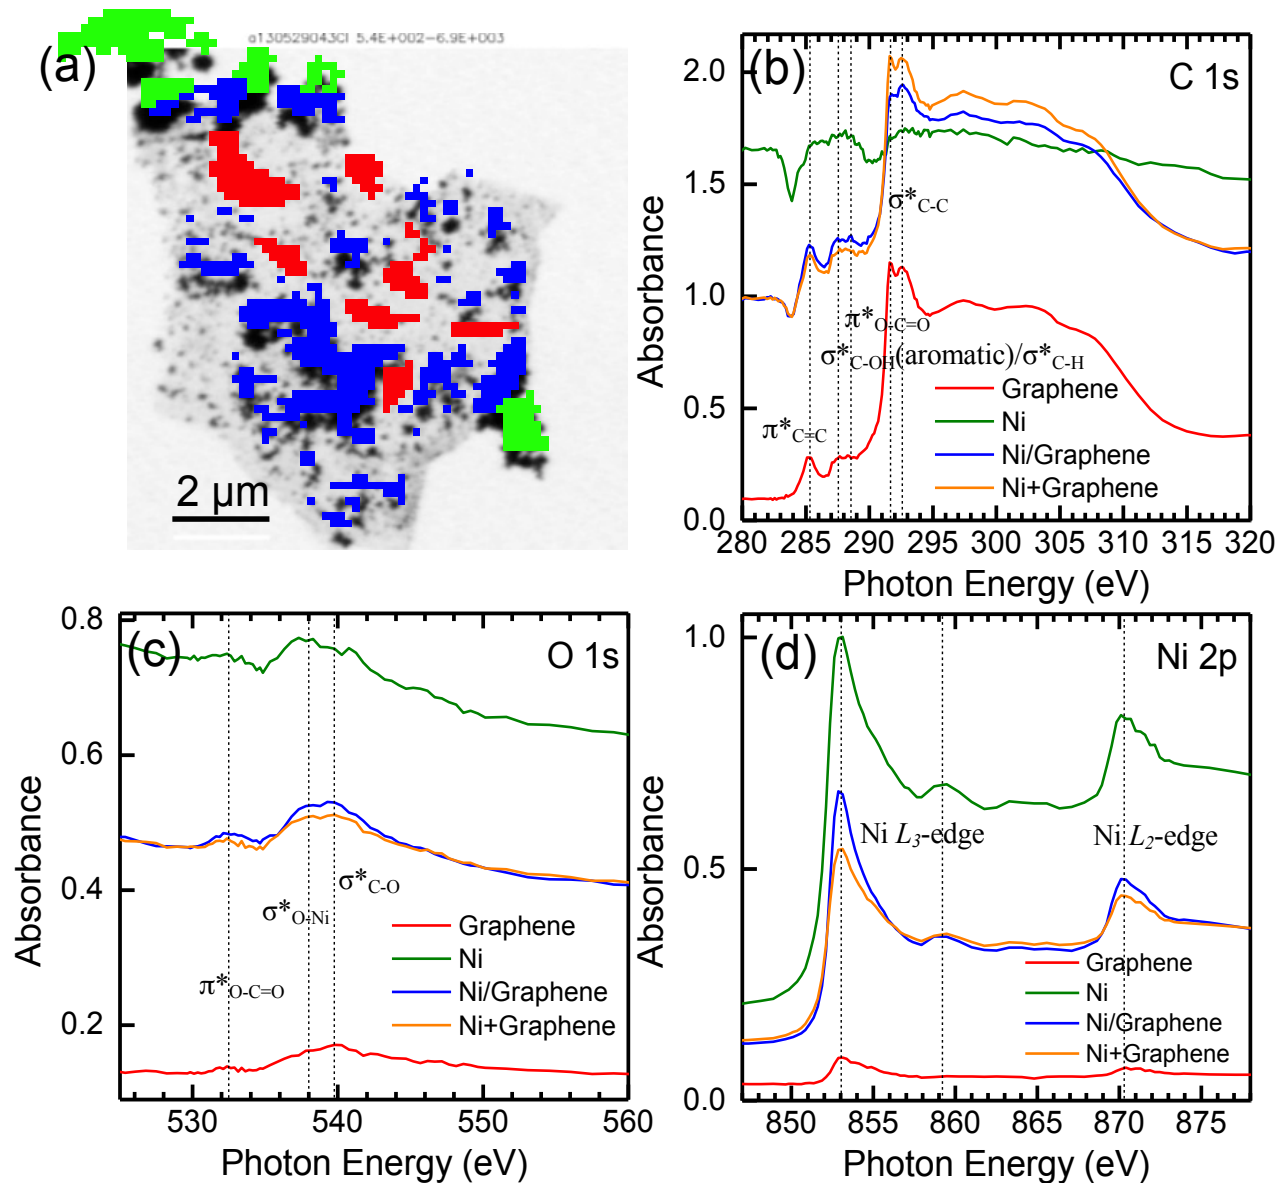 a130529043CI 5.4E+002-6.9E+003
(a)
2 µm
(b)
C 1s
2.0
1.5
1.0
0.5
0.0
Absorbance
σ*C-C
π*O-C=O
σ*C-OH(aromatic)/σ*C-H
π*C=C
Graphene
Ni
Ni/Graphene
Ni+Graphene
280 285 290 295 300 305 310 315 320
Photon Energy (eV)
(c)
O 1s
0.8
0.6
0.4
0.2
Absorbance
σ*C-O
σ*O-Ni
π*O-C=O
Graphene
Ni
Ni/Graphene
Ni+Graphene
530 540 550 560
Photon Energy (eV)
(d)
Ni 2p
1.0
0.5
0.0
Absorbance
Ni L3-edge
Ni L2-edge
Graphene
Ni
Ni/Graphene
Ni+Graphene
850 855 860 865 870 875
Photon Energy (eV)